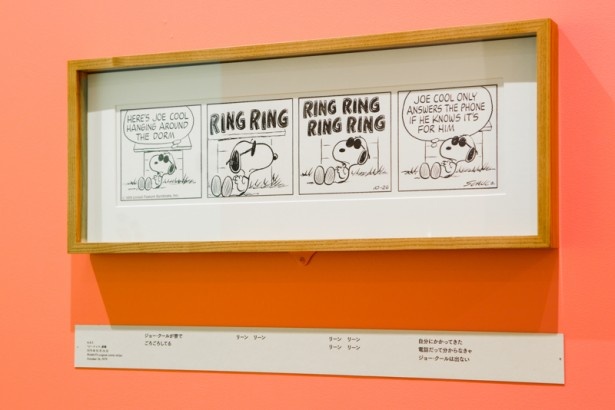 HERE'S JOE COOL
HANGING AROUND
THE DORM
RING RING
RING RING
RING RING
10-26
JOE COOL ONLY
ANSWERS THE PHONE
IF HE KNOWS IT'S
FOR HIM
SCHULZ
ジョー・クールが寮で
ごろごろしてる
リーン リーン
リーン リーン
リーン リーン
自分にかかってきた
電話だって分からなきゃ
ジョー・クールは出ない